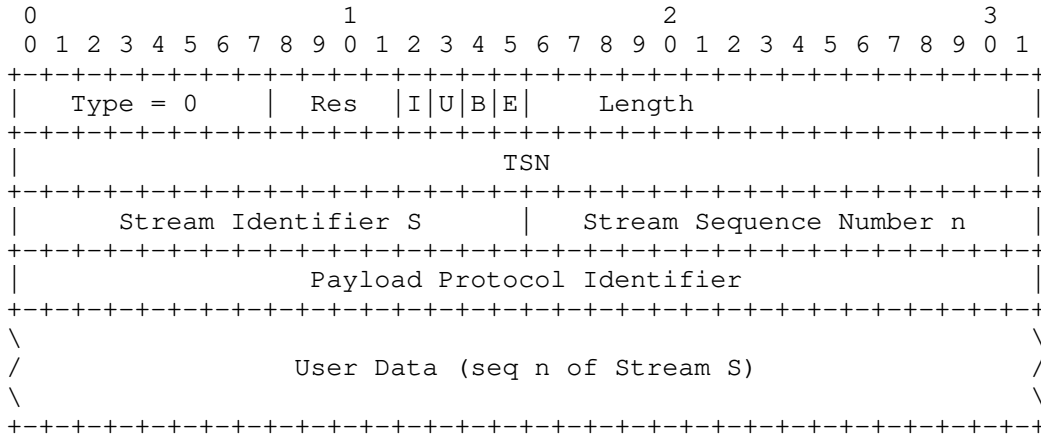 0                   1                   2                   3
 0 1 2 3 4 5 6 7 8 9 0 1 2 3 4 5 6 7 8 9 0 1 2 3 4 5 6 7 8 9 0 1
+-+-+-+-+-+-+-+-+-+-+-+-+-+-+-+-+-+-+-+-+-+-+-+-+-+-+-+-+-+-+-+-+
|   Type = 0    |  Res  |I|U|B|E|    Length                     |
+-+-+-+-+-+-+-+-+-+-+-+-+-+-+-+-+-+-+-+-+-+-+-+-+-+-+-+-+-+-+-+-+
|                              TSN                              |
+-+-+-+-+-+-+-+-+-+-+-+-+-+-+-+-+-+-+-+-+-+-+-+-+-+-+-+-+-+-+-+-+
|      Stream Identifier S      |   Stream Sequence Number n    |
+-+-+-+-+-+-+-+-+-+-+-+-+-+-+-+-+-+-+-+-+-+-+-+-+-+-+-+-+-+-+-+-+
|                  Payload Protocol Identifier                  |
+-+-+-+-+-+-+-+-+-+-+-+-+-+-+-+-+-+-+-+-+-+-+-+-+-+-+-+-+-+-+-+-+
\                                                               \
/                 User Data (seq n of Stream S)                 /
\                                                               \
+-+-+-+-+-+-+-+-+-+-+-+-+-+-+-+-+-+-+-+-+-+-+-+-+-+-+-+-+-+-+-+-+